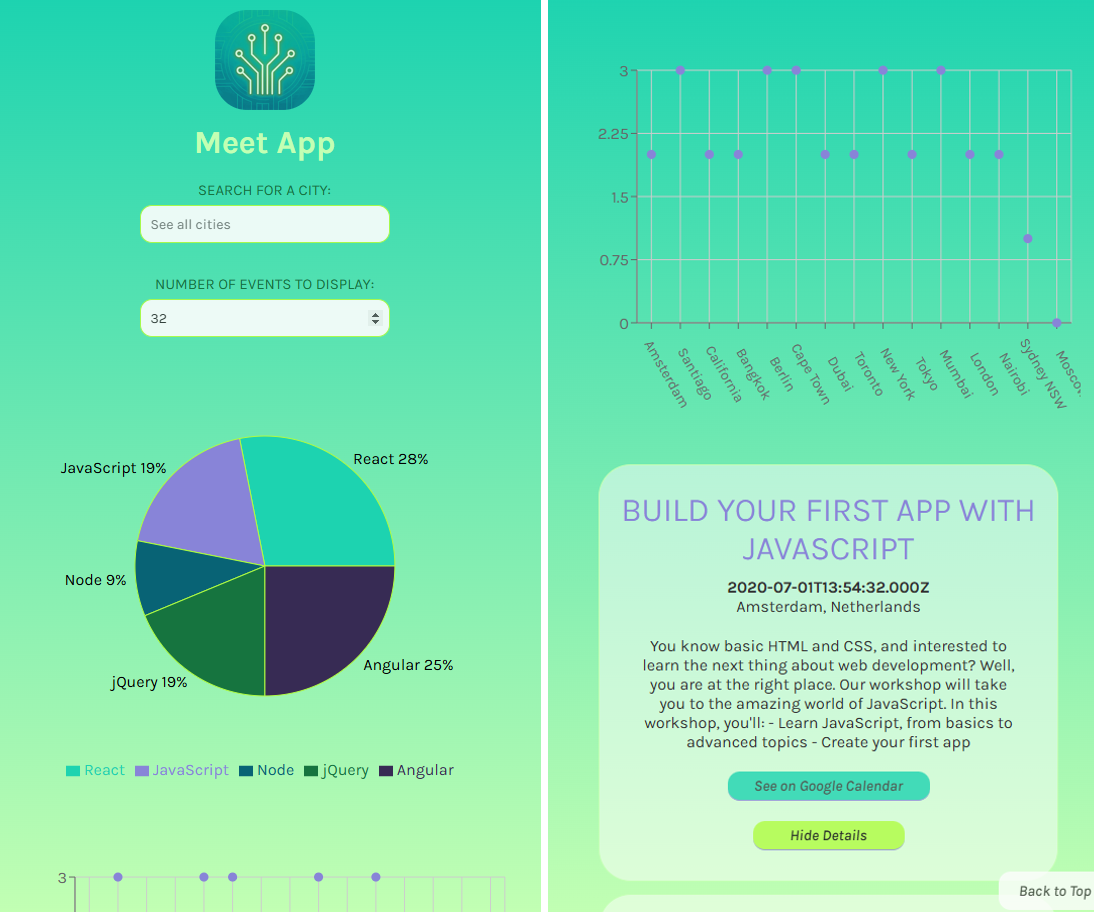 Meet App
SEARCH FOR A CITY:
See all cities
NUMBER OF EVENTS TO DISPLAY:
32
React 28%
JavaScript 19%
Node 9%
jQuery 19%
Angular 25%
React JavaScript Node jQuery Angular
3
3
2.25
1.5
0.75
0
Amsterdam
Santiago
California
Bangkok
Berlin
Cape Town
Dubai
Toronto
New York
Tokyo
Mumbai
London
Nairobi
Sydney NSW
BUILD YOUR FIRST APP WITH
JAVASCRIPT
2020-07-01T13:54:32.000Z
Amsterdam, Netherlands
You know basic HTML and CSS, and interested to
learn the next thing about web development? Well,
you are at the right place. Our workshop will take
you to the amazing world of JavaScript. In this
workshop, you'll: - Learn JavaScript, from basics to
advanced topics - Create your first app
See on Google Calendar
Hide Details
Back to Top